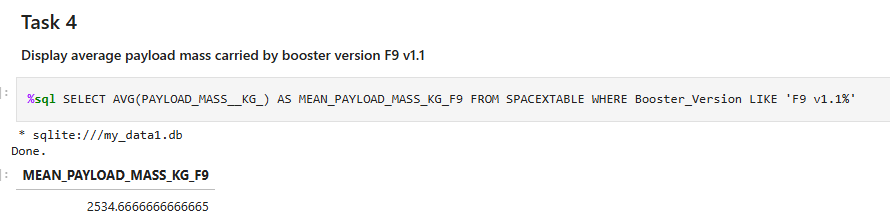 Task 4
Display average payload mass carried by booster version F9 v1.1
]: %sql SELECT AVG(PAYLOAD_MASS__KG_) AS MEAN_PAYLOAD_MASS_KG_F9 FROM SPACEXTABLE WHERE Booster_Version LIKE 'F9 v1.1%'
* sqlite:///my_data1.db
Done.
]: MEAN_PAYLOAD_MASS_KG_F9
2534.6666666666665